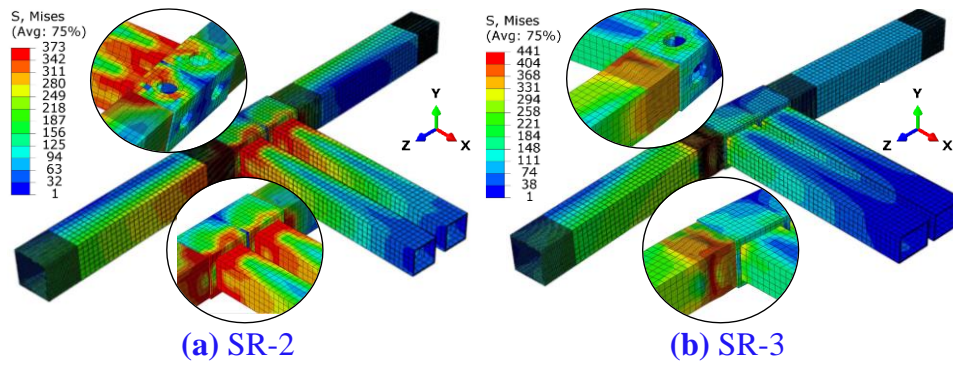 S, Mises
(Avg: 75%)
373
342
311
280
249
218
187
156
125
94
63
32
1
Y
Z
X
(a) SR-2
S, Mises
(Avg: 75%)
441
404
368
331
294
258
221
184
148
111
74
38
1
Y
Z
X
(b) SR-3